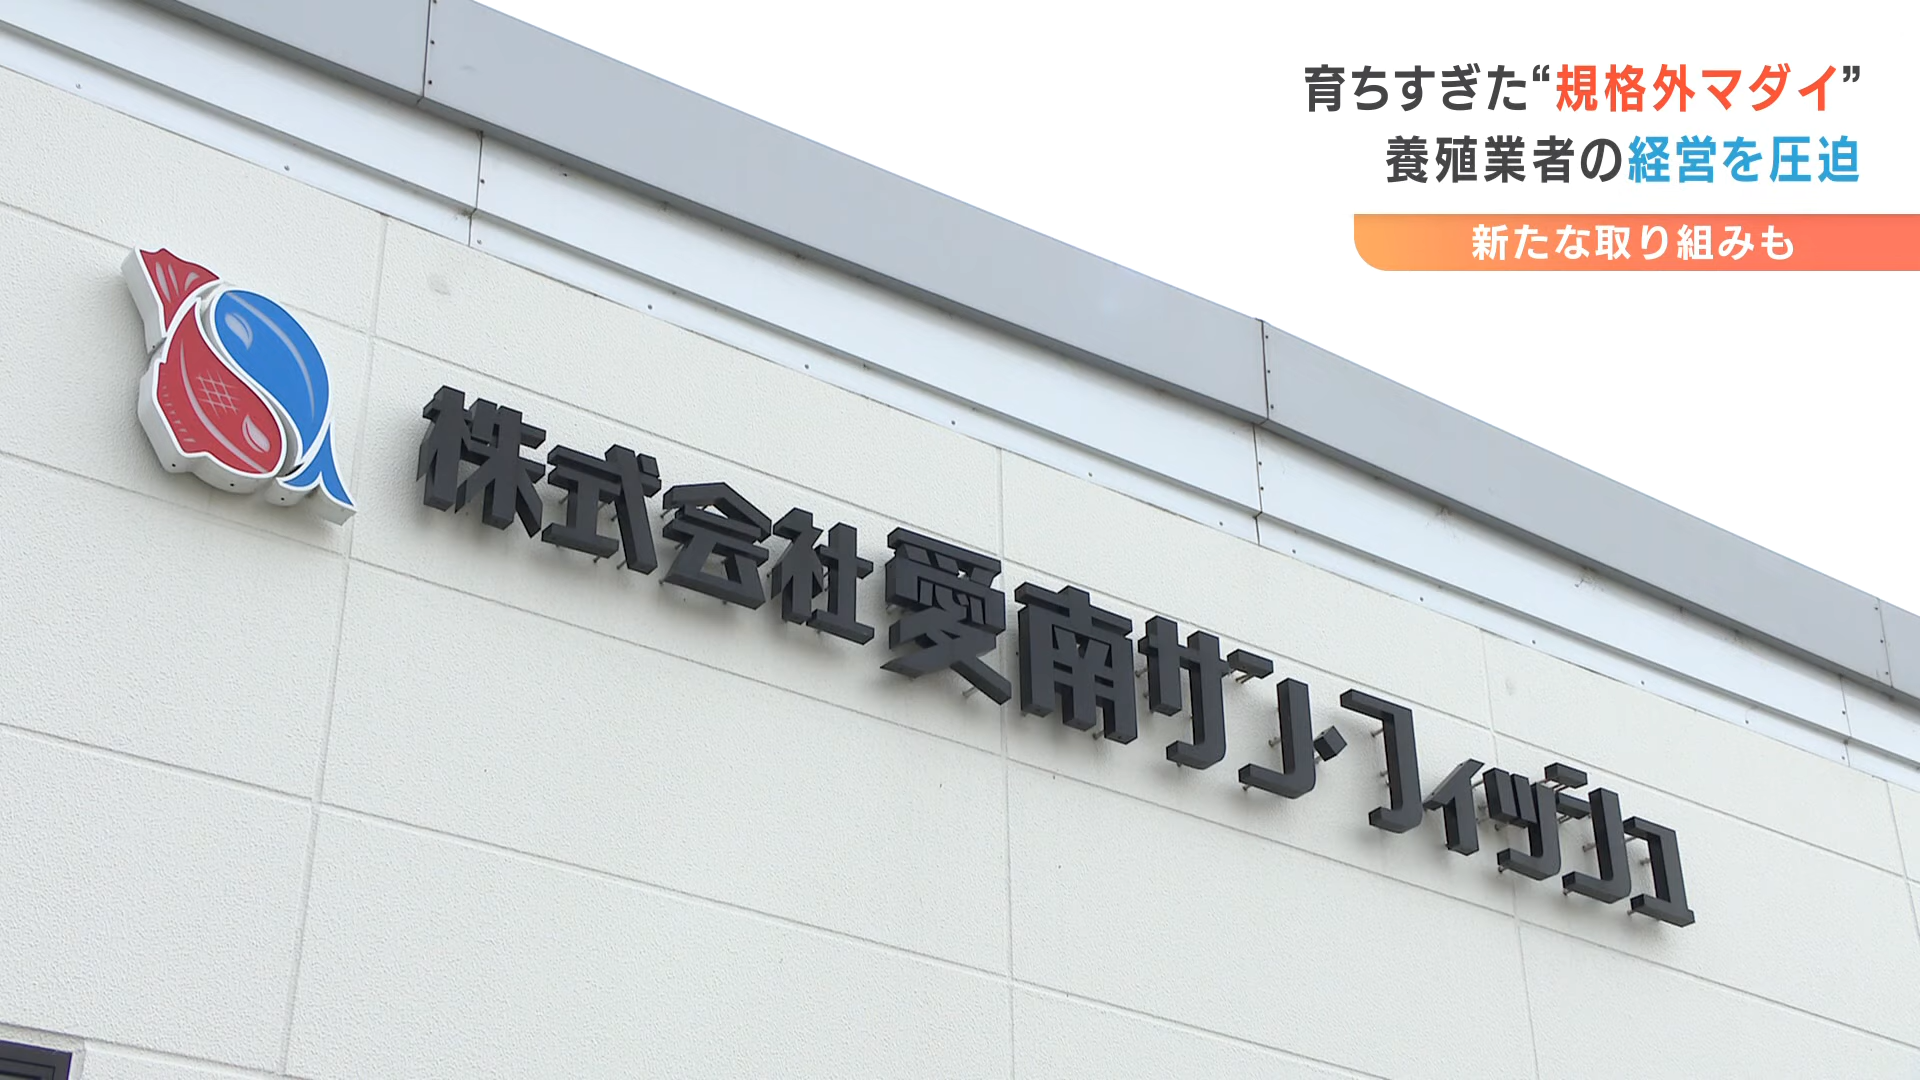 育ちすぎた“規格外マダイ”
養殖業者の経営を圧迫
新たな取り組みも
株式会社愛南サン・フィッシュ